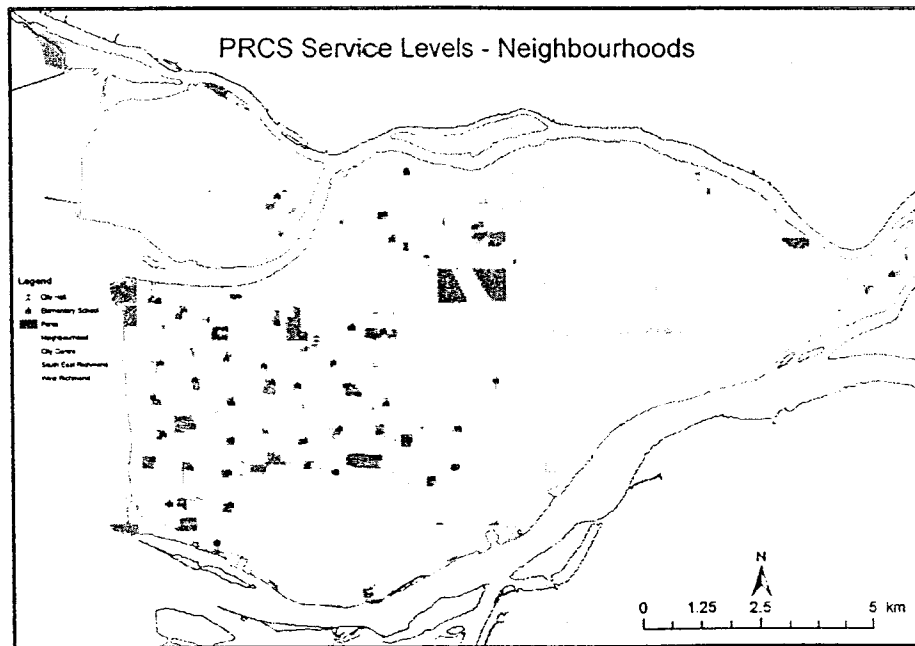 PRCS Service Levels - Neighbourhoods
Legend
City Hall
Elementary School
Parks
Neighbourhood
City Centre
South East Richmond
West Richmond
N
0 1.25 2.5 5 km